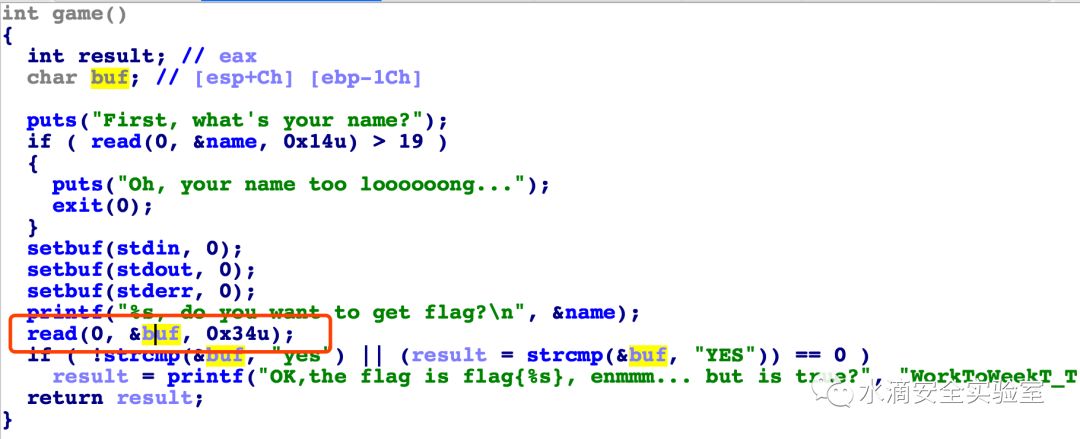 int game()
{
int result; // eax
char buf; // [esp+Ch] [ebp-1Ch]
puts("First, what's your name?");
if ( read(0, &name, 0x14u) > 19 )
{
puts("Oh, your name too loooooong...");
exit(0);
}
setbuf(stdin, 0);
setbuf(stdout, 0);
setbuf(stderr, 0);
printf("%s, do you want to get flag?\n", &name);
read(0, &buf, 0x34u);
if ( !strcmp(&buf, "yes") || (result = strcmp(&buf, "YES")) == 0 )
result = printf("OK,the flag is flag{%s}, enmmm... but is true?", "WorkToWeekT_T
return result;
}
水滴安全实验室